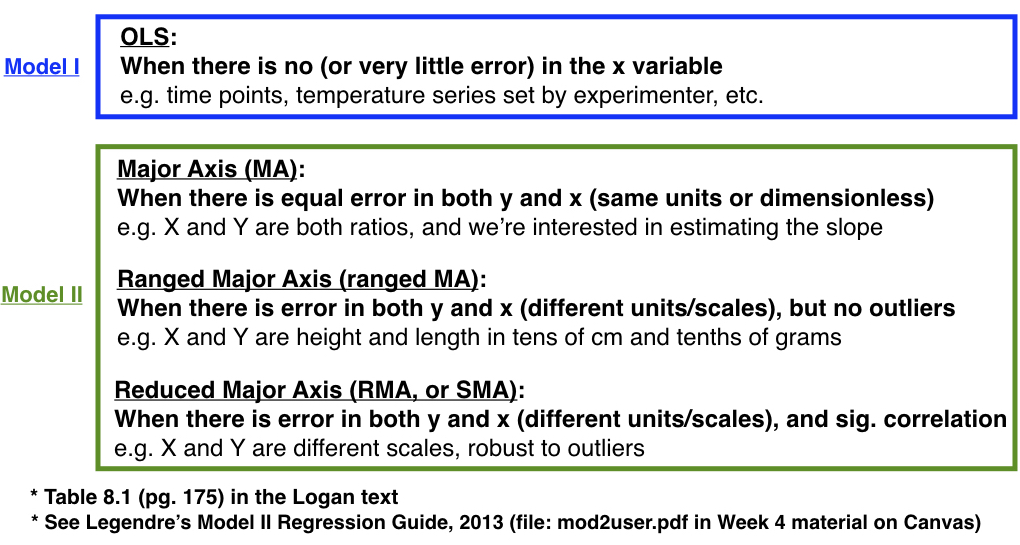 OLS:
Model I
When there is no (or very little error) in the x variable
e.g. time points, temperature series set by experimenter, etc.
Major Axis (MA):
When there is equal error in both y and x (same units or dimensionless)
e.g. X and Y are both ratios, and we're interested in estimating the slope
Ranged Major Axis (ranged MA):
Model II
When there is error in both y and x (different units/scales), but no outliers
e.g. X and Y are height and length in tens of cm and tenths of grams
Reduced Major Axis (RMA, or SMA):
When there is error in both y and x (different units/scales), and sig. correlation
e.g. X and Y are different scales, robust to outliers
* Table 8.1 (pg. 175) in the Logan text
* See Legendre's Model II Regression Guide, 2013 (file: mod2user.pdf in Week 4 material on Canvas)